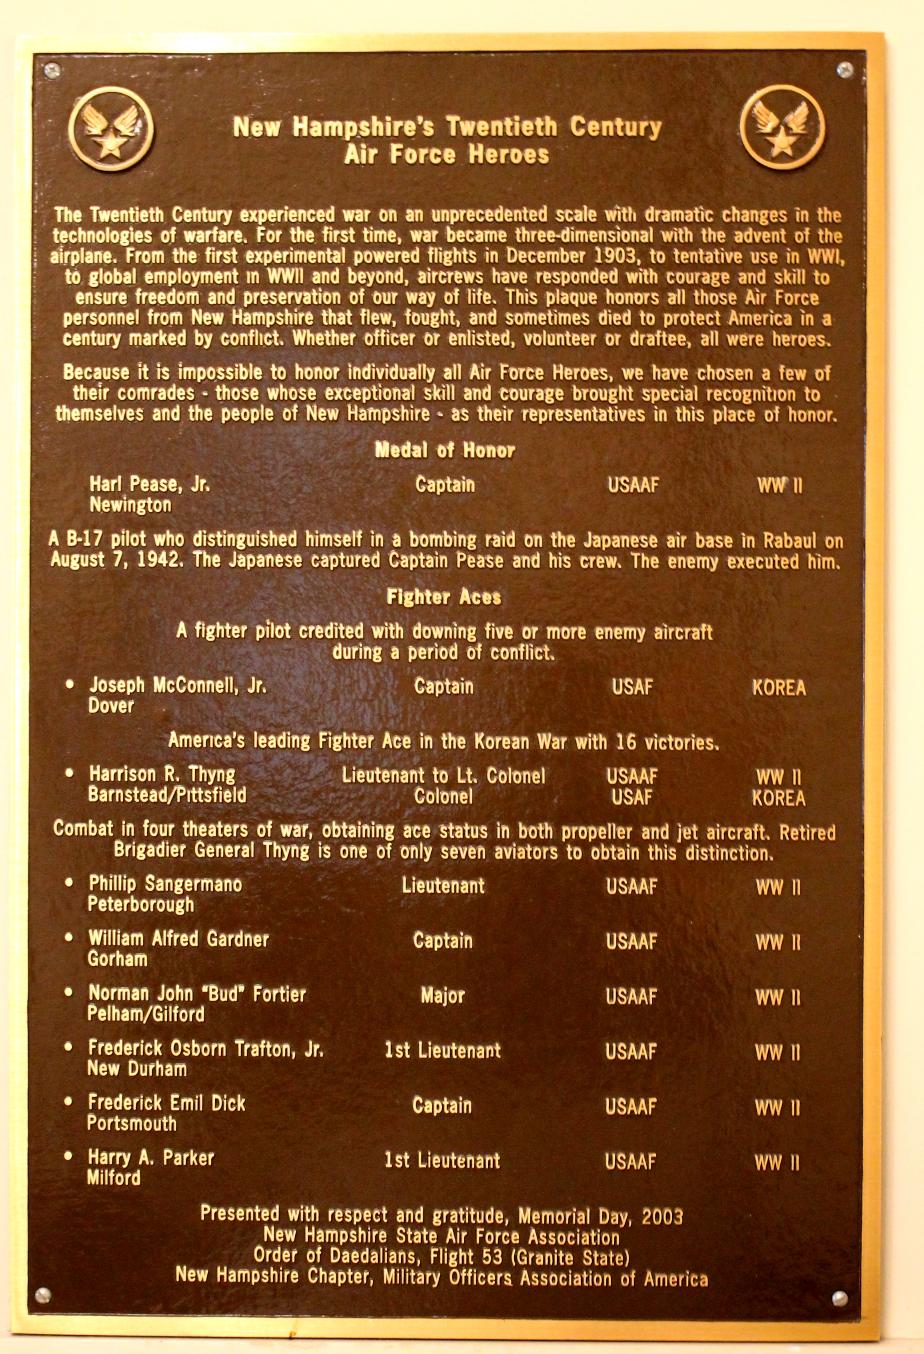 New Hampshire's Twentieth Century
Air Force Heroes
The Twentieth Century experienced war on an unprecedented scale with dramatic changes in the
technologies of warfare. For the first time, war became three-dimensional with the advent of the
airplane. From the first experimental powered flights in December 1903, to tentative use in WWI,
to global employment in WWII and beyond, aircrews have responded with courage and skill to
ensure freedom and preservation of our way of life. This plaque honors all those Air Force
personnel from New Hampshire that flew, fought, and sometimes died to protect America in a
century marked by conflict. Whether officer or enlisted, volunteer or draftee, all were heroes.
Because it is impossible to honor individually all Air Force Heroes, we have chosen a few of
their comrades - those whose exceptional skill and courage brought special recognition to
themselves and the people of New Hampshire - as their representatives in this place of honor.
Medal of Honor
Harl Pease, Jr. Captain USAAF WW II
Newington
A B-17 pilot who distinguished himself in a bombing raid on the Japanese air base in Rabaul on
August 7, 1942. The Japanese captured Captain Pease and his crew. The enemy executed him.
Fighter Aces
A fighter pilot credited with downing five or more enemy aircraft
during a period of conflict.
• Joseph McConnell, Jr. Captain USAF KOREA
Dover
America's leading Fighter Ace in the Korean War with 16 victories.
• Harrison R. Thyng Lieutenant to Lt. Colonel USAAF WW II
Barnstead/Pittsfield Colonel USAF KOREA
Combat in four theaters of war, obtaining ace status in both propeller and jet aircraft. Retired
Brigadier General Thyng is one of only seven aviators to obtain this distinction.
• Phillip Sangermano Lieutenant USAAF WW II
Peterborough
• William Alfred Gardner Captain USAAF WW II
Gorham
• Norman John "Bud" Fortier Major USAAF WW II
Pelham/Gilford
• Frederick Osborn Trafton, Jr. 1st Lieutenant USAAF WW II
New Durham
• Frederick Emil Dick Captain USAAF WW II
Portsmouth
• Harry A. Parker 1st Lieutenant USAAF WW II
Milford
Presented with respect and gratitude, Memorial Day, 2003
New Hampshire State Air Force Association
Order of Daedalians, Flight 53 (Granite State)
New Hampshire Chapter, Military Officers Association of America